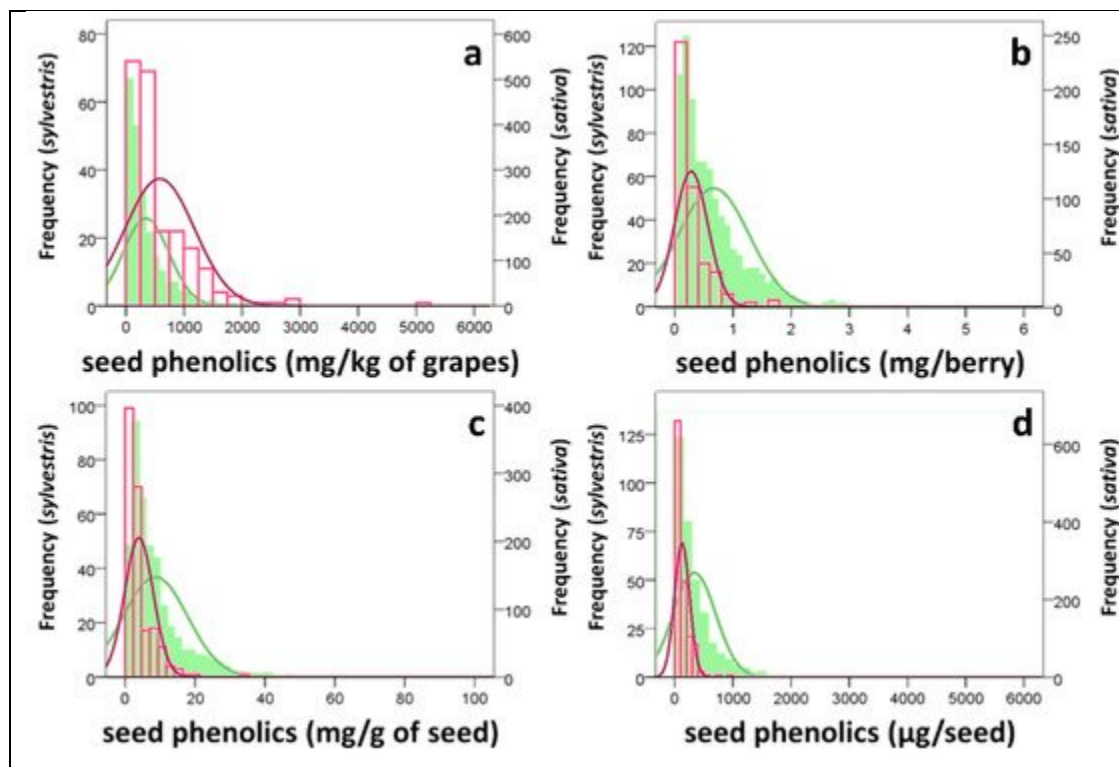 a
80
60
40
20
0
600
500
400
300
200
100
0
Frequency (sylvestris)
Frequency (sativa)
0 1000 2000 3000 4000 5000 6000
seed phenolics (mg/kg of grapes)
b
120
100
80
60
40
20
0
250
200
150
100
50
0
Frequency (sylvestris)
Frequency (sativa)
0 1 2 3 4 5 6
seed phenolics (mg/berry)
c
100
80
60
40
20
0
400
300
200
100
0
Frequency (sylvestris)
Frequency (sativa)
0 20 40 60 80 100
seed phenolics (mg/g of seed)
d
125
100
75
50
25
0
600
400
200
0
Frequency (sylvestris)
Frequency (sativa)
0 1000 2000 3000 4000 5000 6000
seed phenolics (µg/seed)